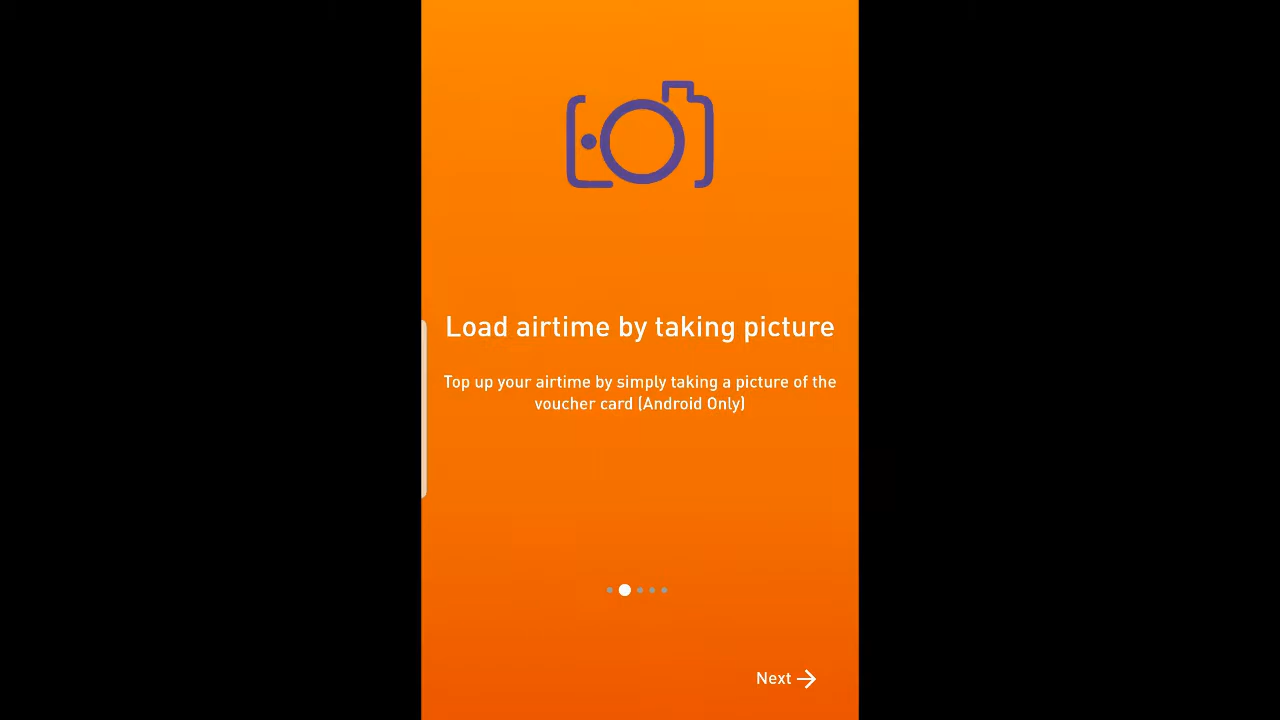 Load airtime by taking picture
Top up your airtime by simply taking a picture of the
voucher card (Android Only)
Next